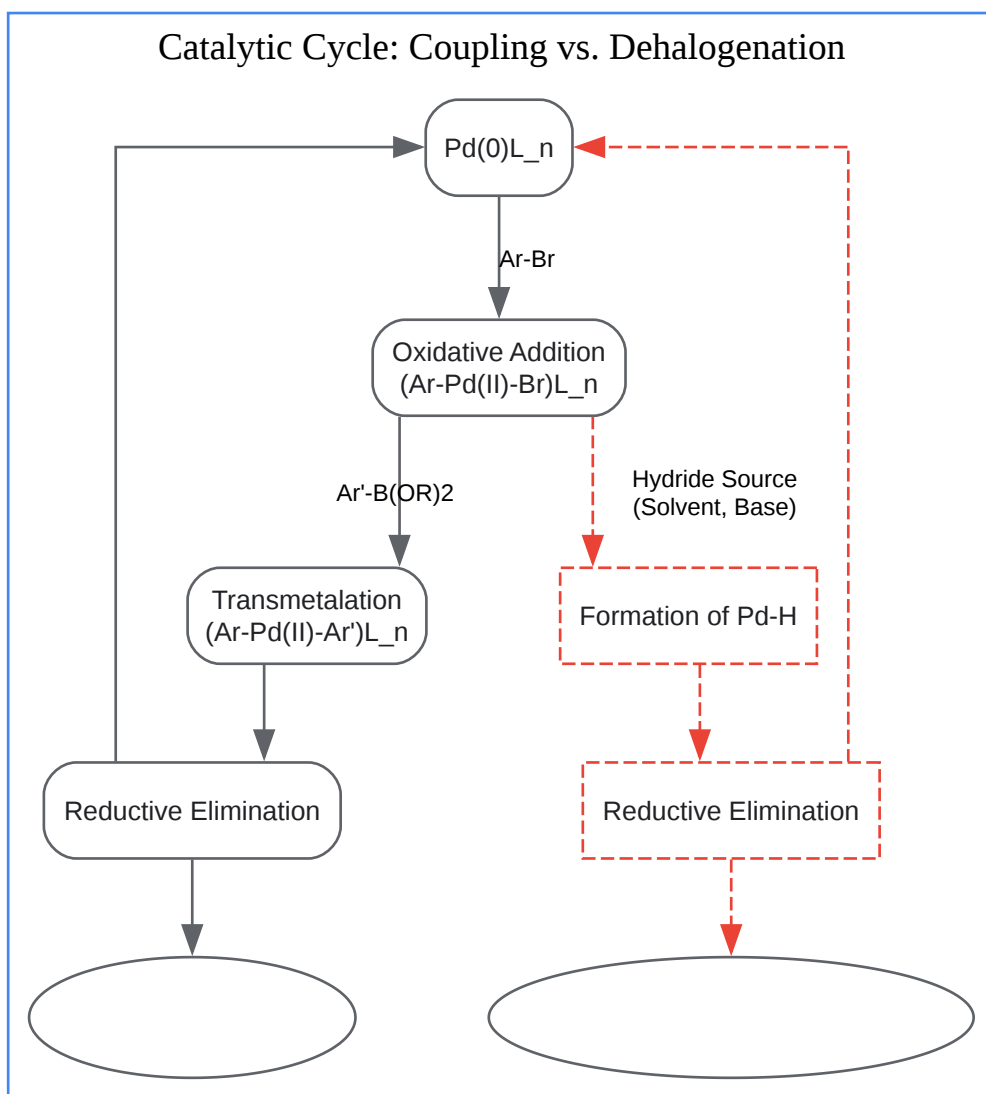 Catalytic Cycle: Coupling vs. Dehalogenation
Pd(0)L_n
Ar-Br
Oxidative Addition
(Ar-Pd(II)-Br)L_n
Ar'-B(OR)2
Hydride Source
(Solvent, Base)
Transmetalation
(Ar-Pd(II)-Ar')L_n
Formation of Pd-H
Reductive Elimination
Reductive Elimination